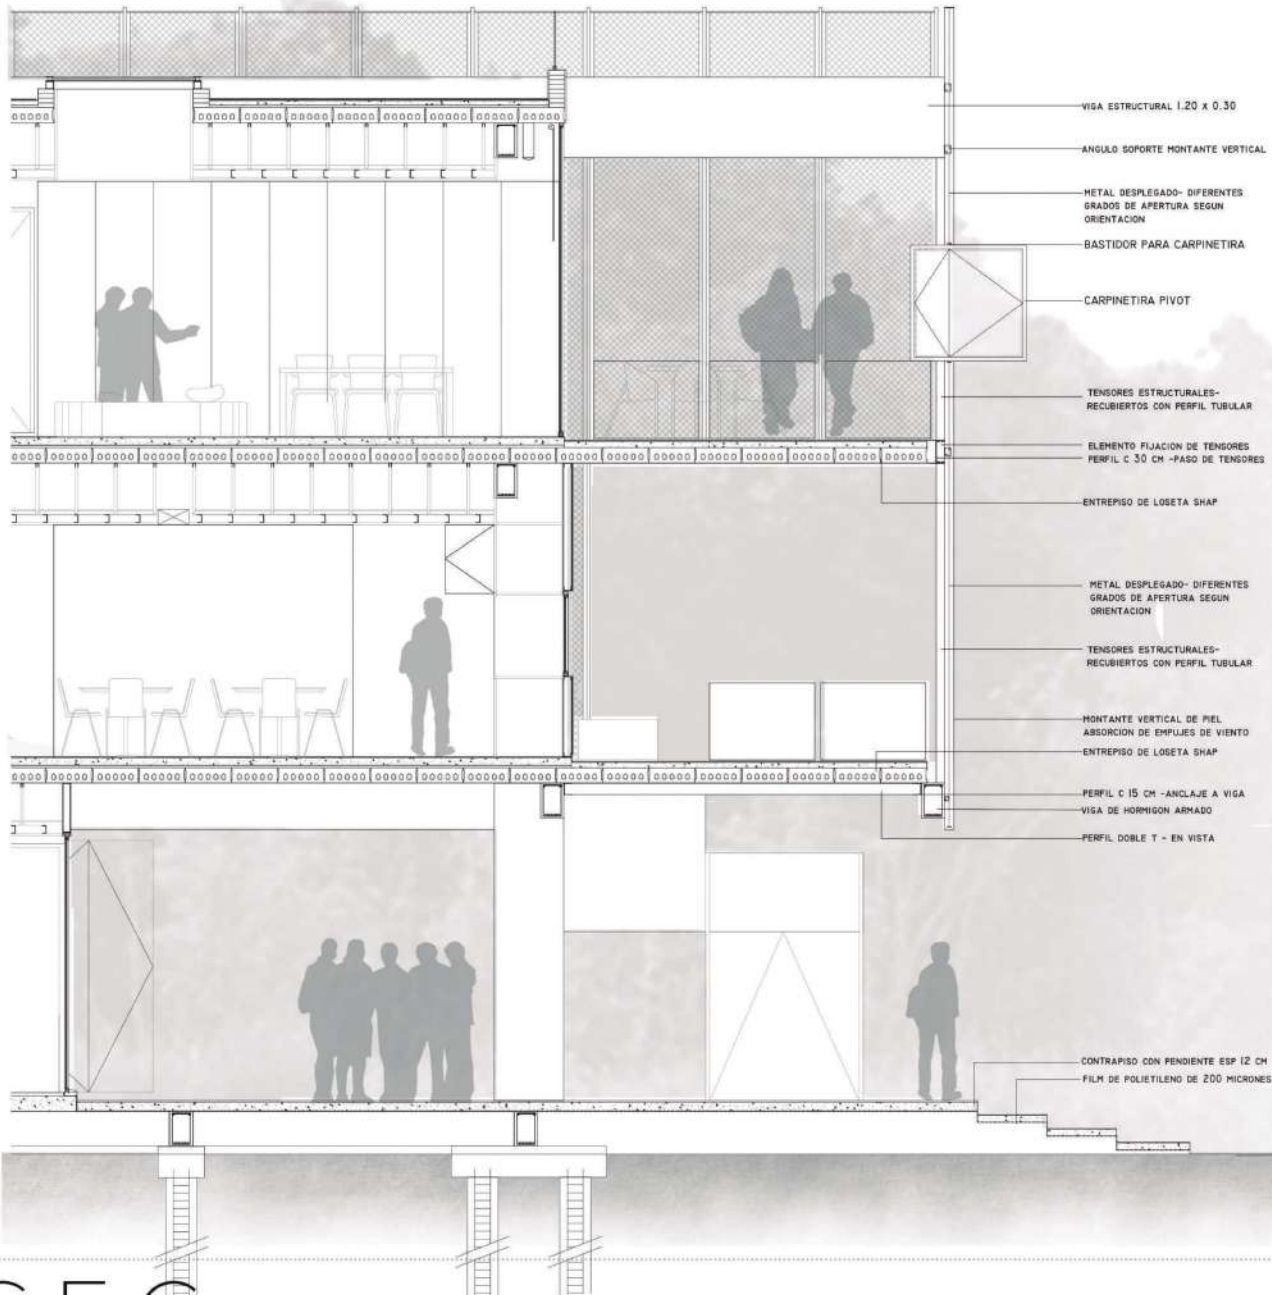 VIGA ESTRUCTURAL 1.20 x 0.30
ANGULO SOPORTE MONTANTE VERTICAL
METAL DESPLEGADO- DIFERENTES
GRADOS DE APERTURA SEGUN
ORIENTACION
BASTIDOR PARA CARPINETIRA
CARPINETIRA PIVOT
TENSORES ESTRUCTURALES-
RECUBIERTOS CON PERFIL TUBULAR
ELEMENTO FIJACION DE TENSORES
PERFIL C 30 CM -PASO DE TENSORES
ENTREPISO DE LOSETA SHAP
METAL DESPLEGADO- DIFERENTES
GRADOS DE APERTURA SEGUN
ORIENTACION
TENSORES ESTRUCTURALES-
RECUBIERTOS CON PERFIL TUBULAR
MONTANTE VERTICAL DE PIEL
ABSORCION DE EMPUJES DE VIENTO
ENTREPISO DE LOSETA SHAP
PERFIL C 15 CM -ANCLAJE A VIGA
VIGA DE HORMIGON ARMADO
PERFIL DOBLE T - EN VISTA
CONTRAPISO CON PENDIENTE ESP 12 CM
FILM DE POLIETILENO DE 200 MICRONES